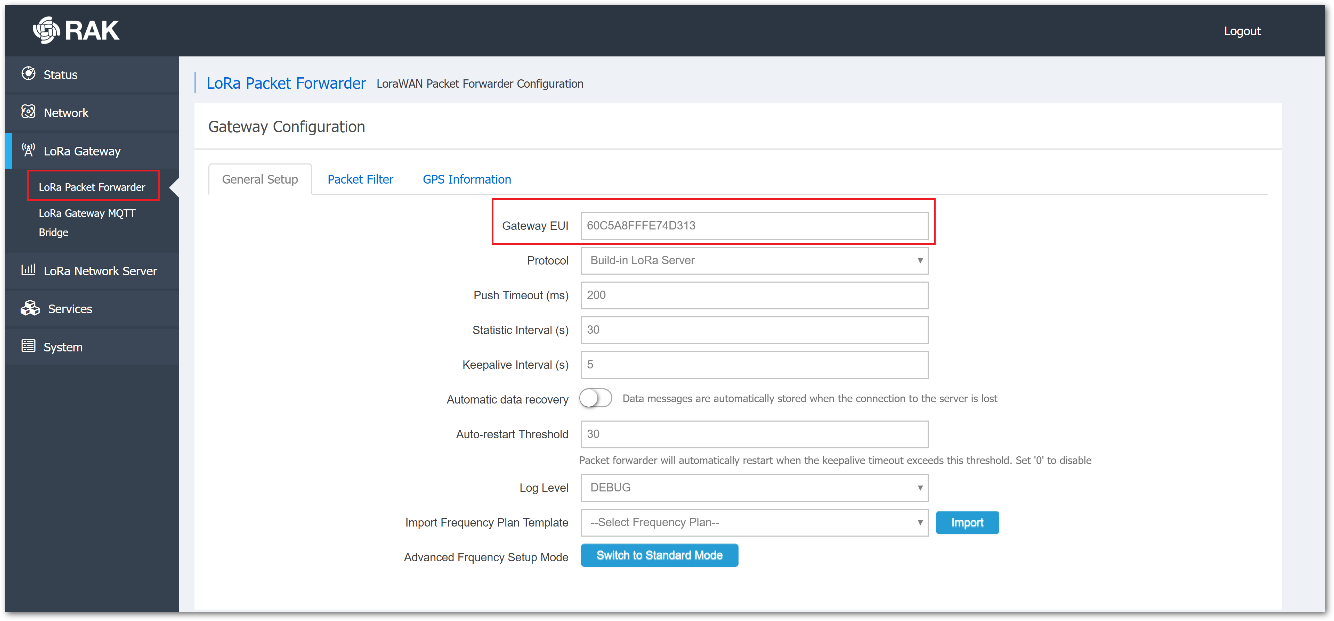 RAK
Logout
Status
Network
LoRa Gateway
LoRa Packet Forwarder
LoRa Gateway MQTT
Bridge
LoRa Network Server
Services
System
LoRa Packet Forwarder LoraWAN Packet Forwarder Configuration
Gateway Configuration
General Setup Packet Filter GPS Information
Gateway EUI 60C5A8FFFE74D313
Protocol Build-in LoRa Server
Push Timeout (ms) 200
Statistic Interval (s) 30
Keepalive Interval (s) 5
Automatic data recovery Data messages are automatically stored when the connection to the server is lost
Auto-restart Threshold 30
Packet forwarder will automatically restart when the keepalive timeout exceeds this threshold. Set '0' to disable
Log Level DEBUG
Import Frequency Plan Template --Select Frequency Plan-- Import
Advanced Frquency Setup Mode Switch to Standard Mode